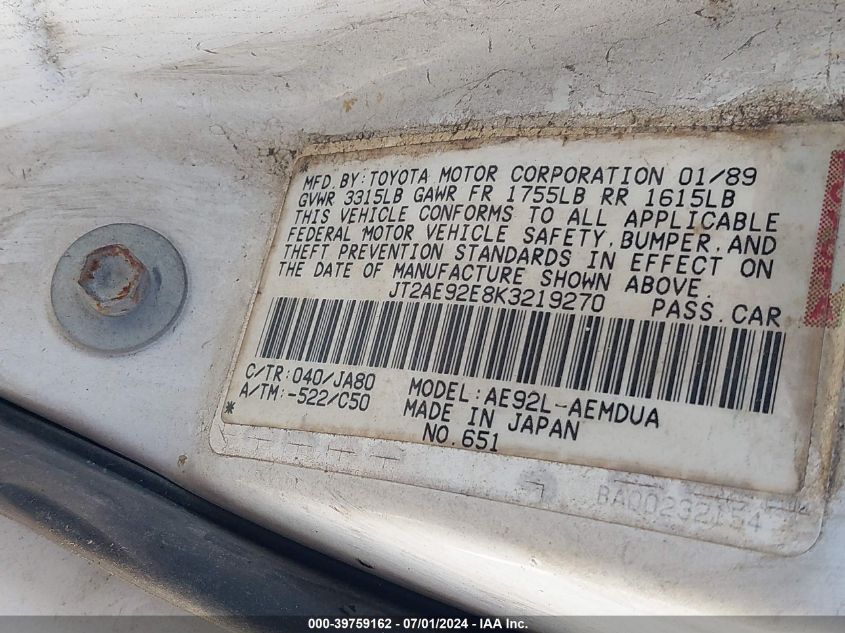 * MFD. BY: TOYOTA MOTOR CORPORATION 01/89
GVWR 3315LB GAWR FR 1755LB RR 1615LB
THIS VEHICLE CONFORMS TO ALL APPLICABLE
FEDERAL MOTOR VEHICLE SAFETY, BUMPER, AND
THEFT PREVENTION STANDARDS IN EFFECT ON
THE DATE OF MANUFACTURE SHOWN ABOVE.
JT2AE92E8K3219270 PASS. CAR
C/TR: 040/JA80 MODEL: AE92L-AEMDUA
A/TM: -522/C50 MADE IN JAPAN
* NO. 651
BA00232154
000-39759162 - 07/01/2024 - IAA Inc.